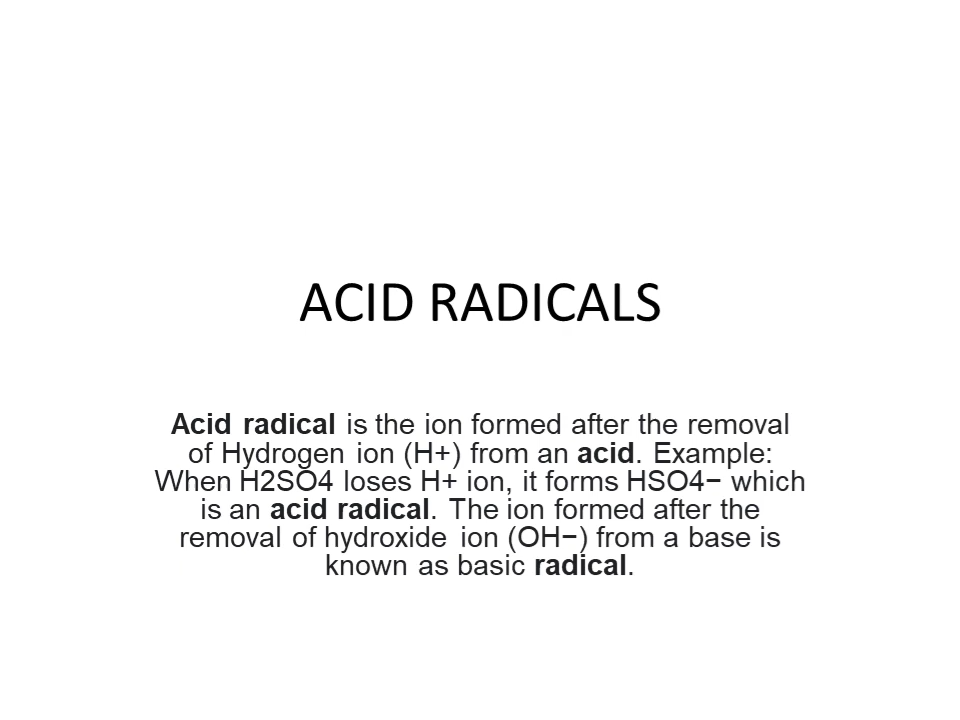 ACID RADICALS
Acid radical is the ion formed after the removal
of Hydrogen ion (H+) from an acid. Example:
When H2SO4 loses H+ ion, it forms HSO4− which
is an acid radical. The ion formed after the
removal of hydroxide ion (OH−) from a base is
known as basic radical.